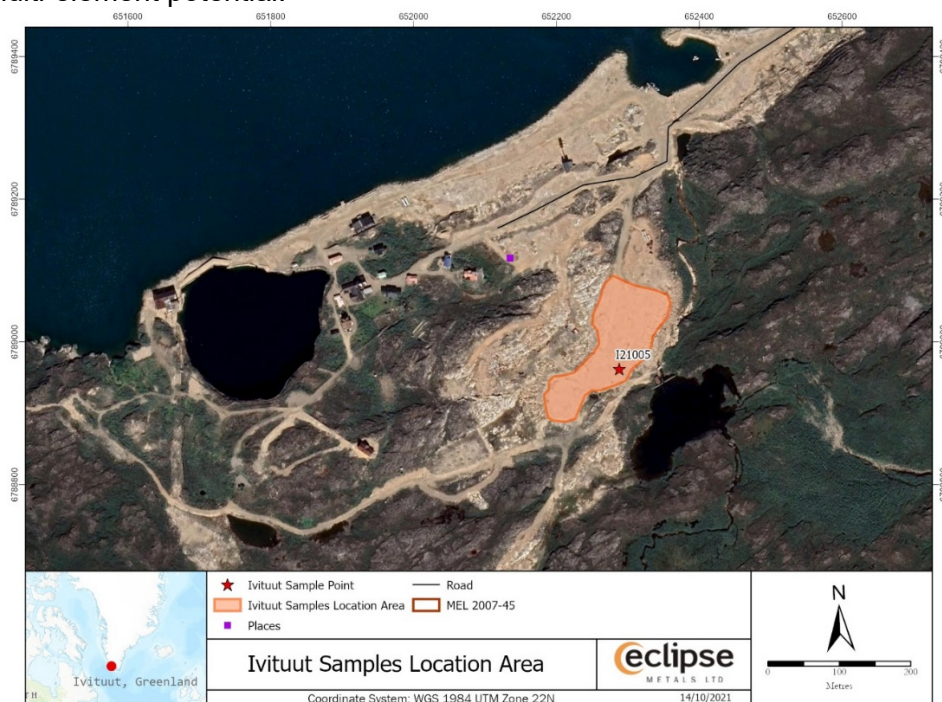 651600 651800 652000 652200 652400 652600
6789400
6789200
6789000
6788800
6789000
I21005
Ivituut Sample Point
Ivituut Samples Location Area
Places
Road
MEL 2007-45
N
0 100 200
Metres
Ivituut, Greenland
Ivituut Samples Location Area
eclipse
METALS LTD
Coordinate System: WGS 1984 UTM Zone 22N
14/10/2021